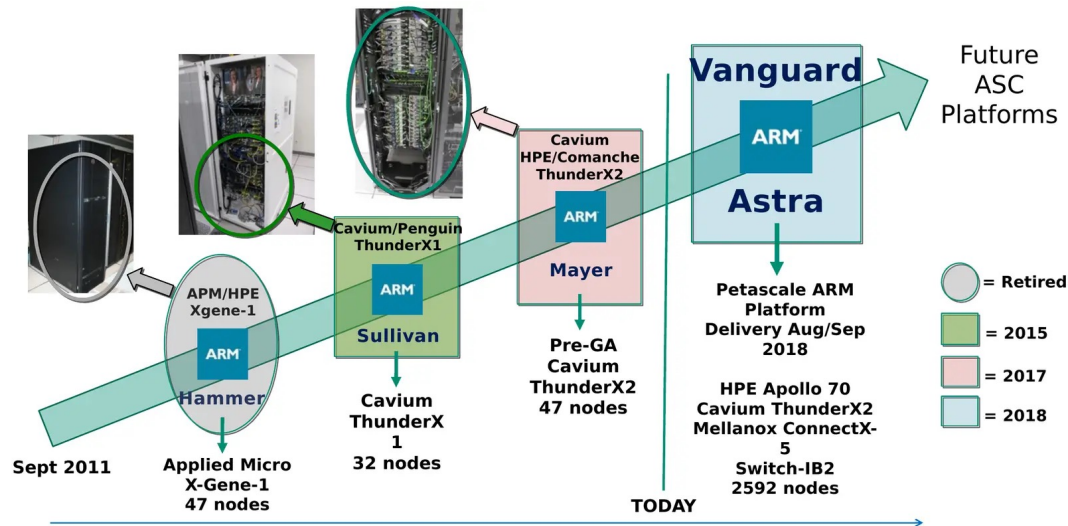 Vanguard
ARM
Astra
Future
ASC
Platforms
Cavium
HPE/Comanche
ThunderX2
ARM
Mayer
Cavium/Penguin
ThunderX1
ARM
Sullivan
APM/HPE
Xgene-1
ARM
Hammer
Sept 2011
Applied Micro
X-Gene-1
47 nodes
Cavium
ThunderX
1
32 nodes
Pre-GA
Cavium
ThunderX2
47 nodes
Petascale ARM
Platform
Delivery Aug/Sep
2018
HPE Apollo 70
Cavium ThunderX2
Mellanox ConnectX-
5
Switch-IB2
2592 nodes
TODAY
= Retired
= 2015
= 2017
= 2018